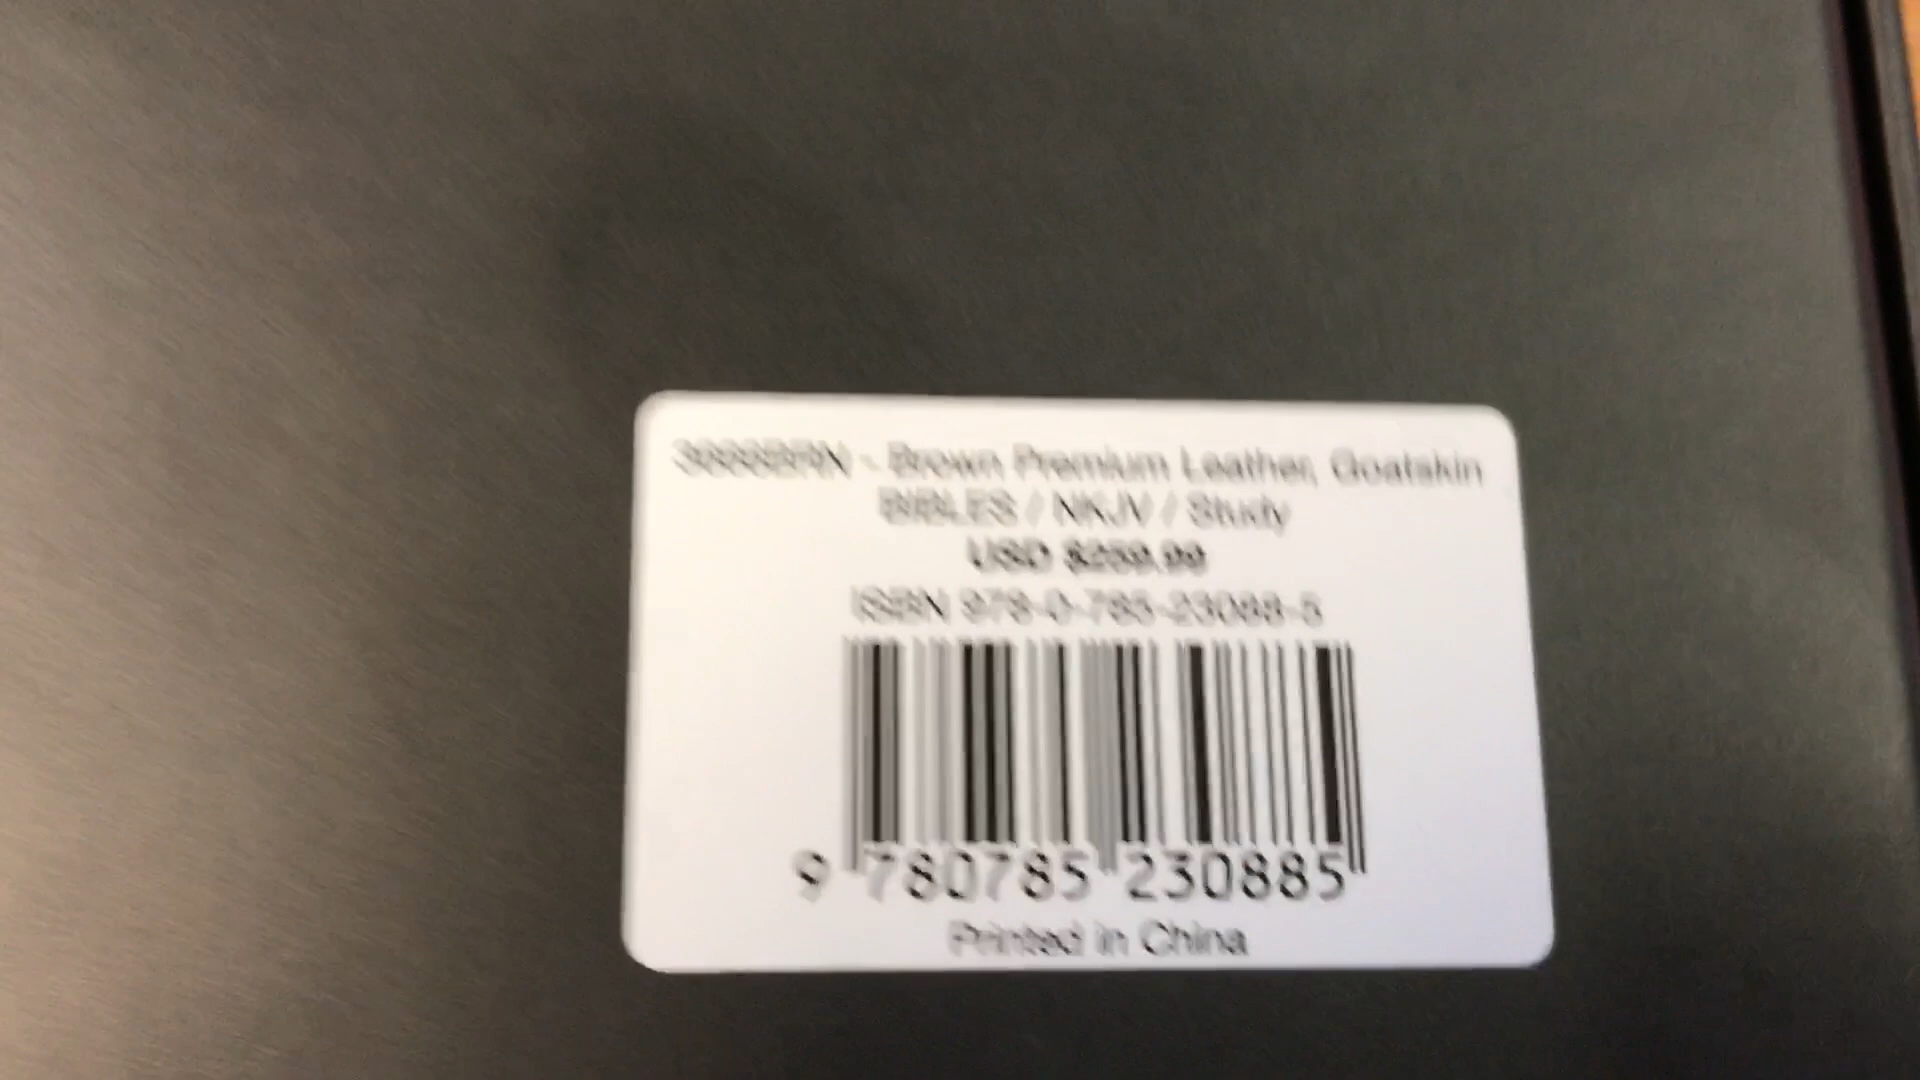 - Brown Premium Leather, Goatskin
BIBLES / NKJV / Study
USD $259.99
ISBN 978-0-785-23088-5
9 780785 230885
Printed in China